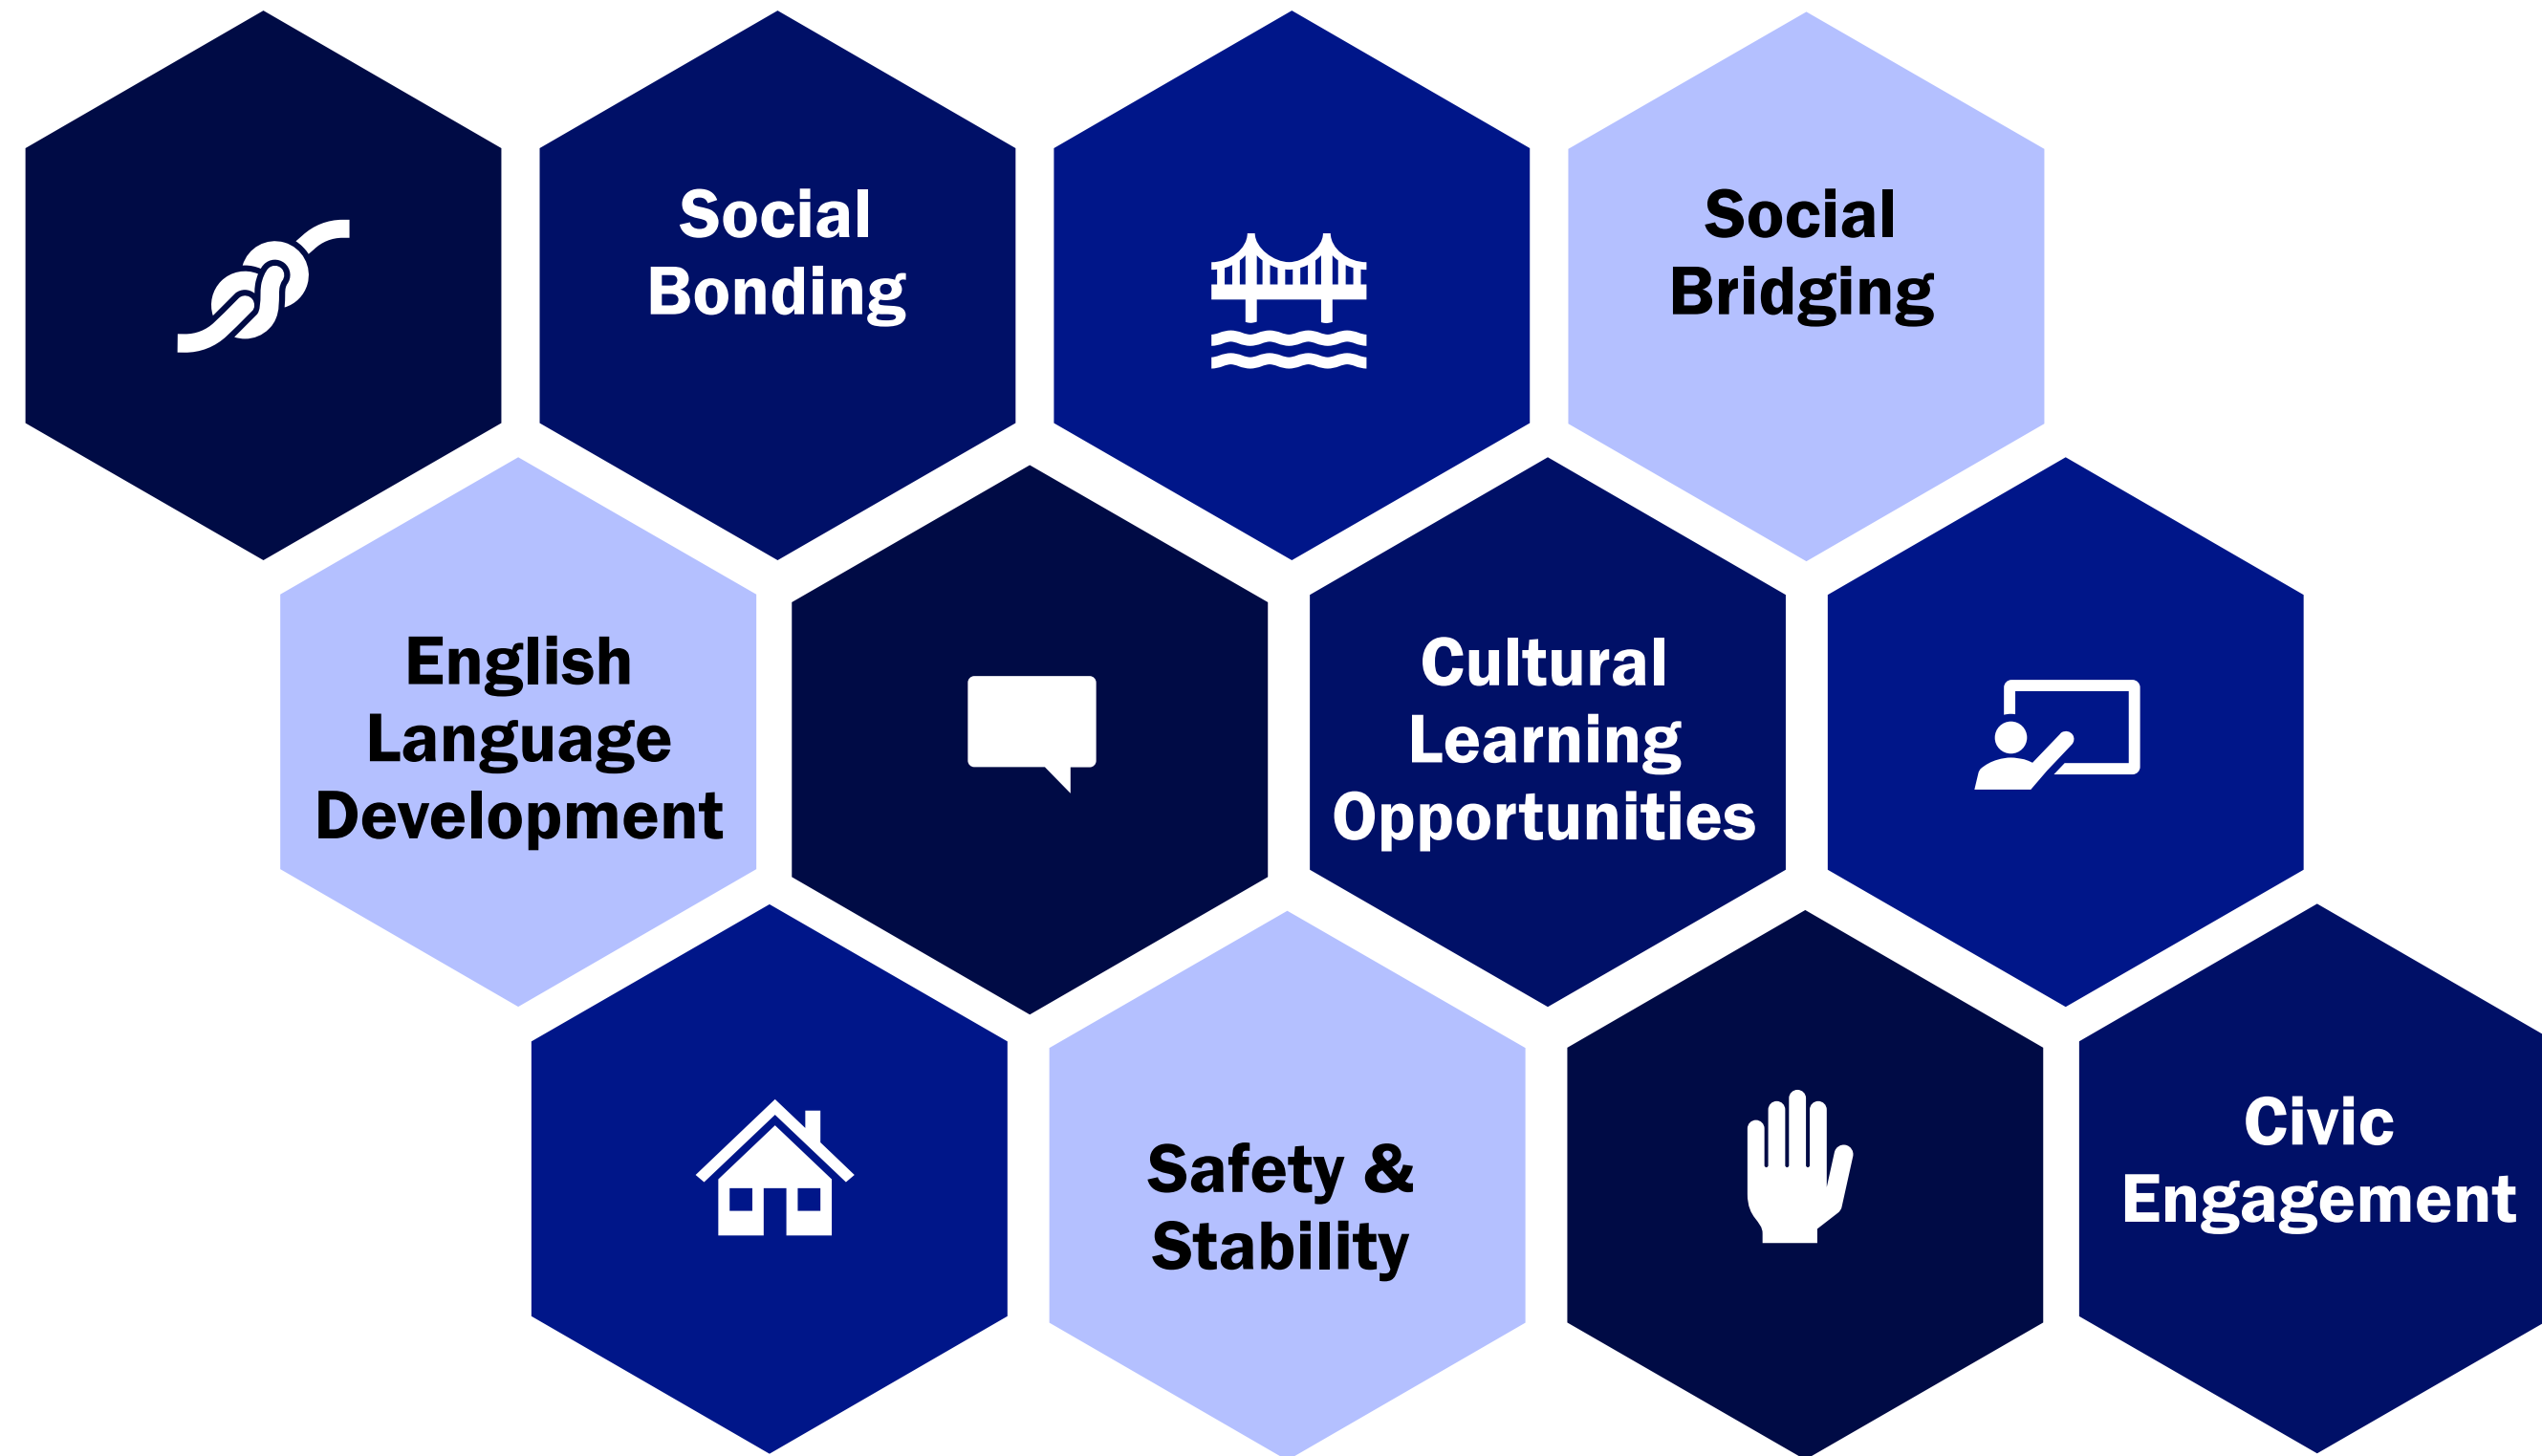 Social
Bonding
Social
Bridging
English
Language
Development
Cultural
Learning
Opportunities
Safety &
Stability
Civic
Engagement